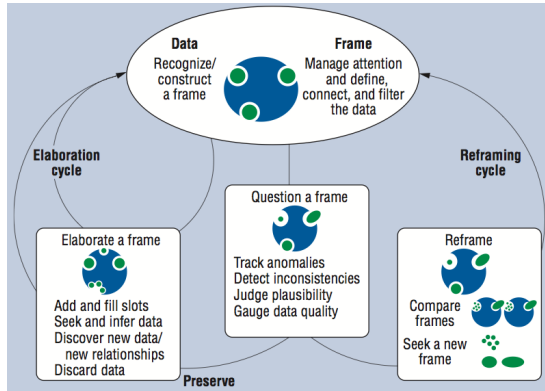 Data
Recognize/
construct
a frame
Frame
Manage attention
and define,
connect, and filter
the data
Elaboration
cycle
Reframing
cycle
Elaborate a frame
Add and fill slots
Seek and infer data
Discover new data/
new relationships
Discard data
Question a frame
Track anomalies
Detect inconsistencies
Judge plausibility
Gauge data quality
Reframe
Compare
frames
Seek a new
frame
Preserve